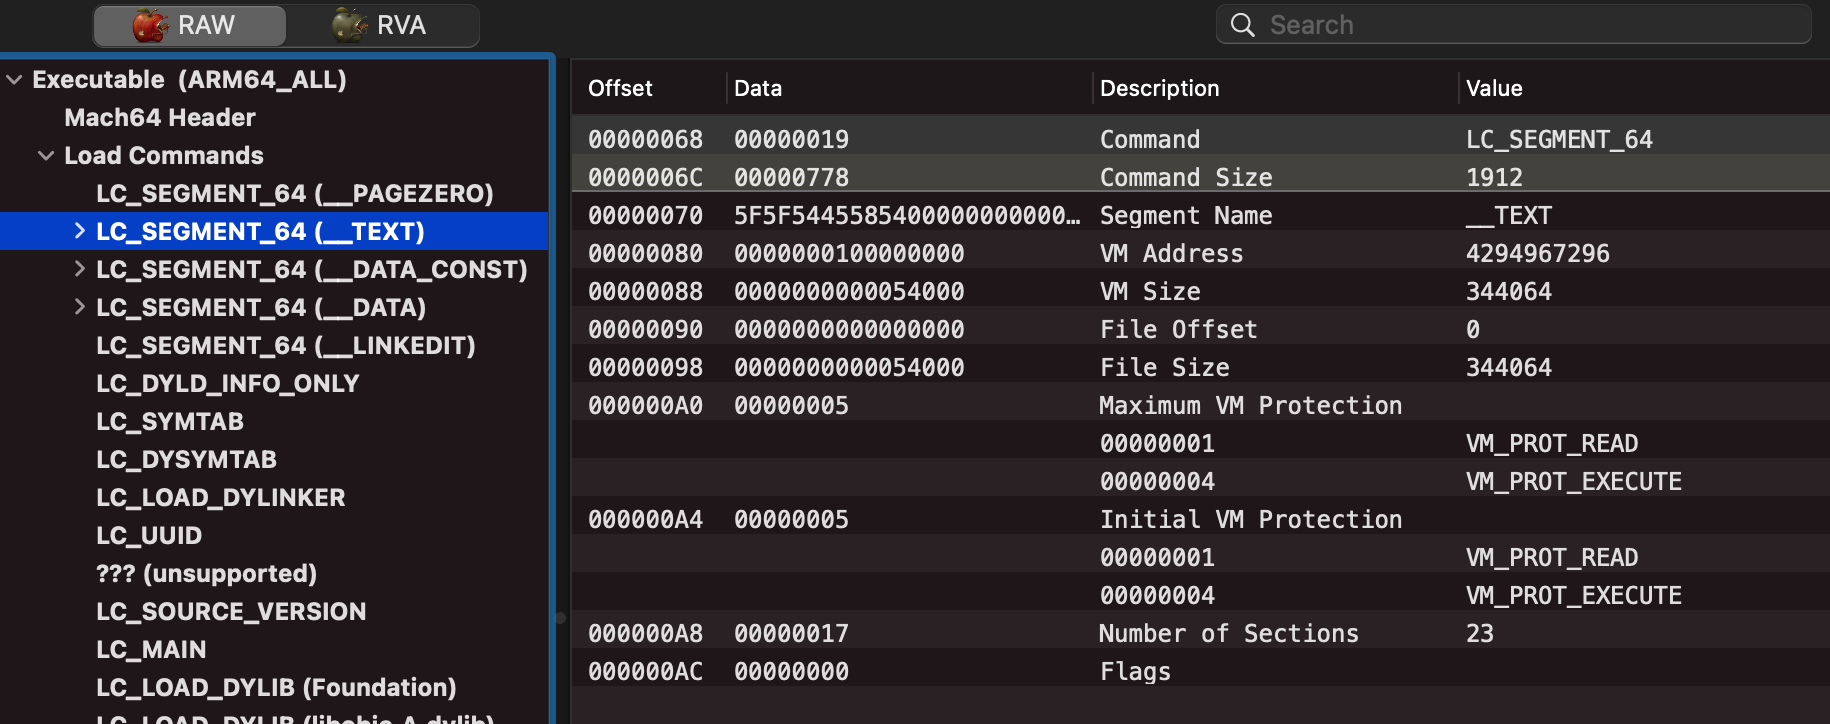 RAW
RVA
Search
Executable (ARM64_ALL)
Mach64 Header
Load Commands
LC_SEGMENT_64 (__PAGEZERO)
LC_SEGMENT_64 (__TEXT)
LC_SEGMENT_64 (__DATA_CONST)
LC_SEGMENT_64 (__DATA)
LC_SEGMENT_64 (__LINKEDIT)
LC_DYLD_INFO_ONLY
LC_SYMTAB
LC_DYSYMTAB
LC_LOAD_DYLINKER
LC_UUID
??? (unsupported)
LC_SOURCE_VERSION
LC_MAIN
LC_LOAD_DYLIB (Foundation)
LC_LOAD_DYLIB (libobjc.A.dylib)
Offset Data Description Value
00000068 00000019 Command LC_SEGMENT_64
0000006C 00000778 Command Size 1912
00000070 5F5F5445585400000000000… Segment Name __TEXT
00000080 0000000100000000 VM Address 4294967296
00000088 0000000000054000 VM Size 344064
00000090 0000000000000000 File Offset 0
00000098 0000000000054000 File Size 344064
000000A0 00000005 Maximum VM Protection
00000001 VM_PROT_READ
00000004 VM_PROT_EXECUTE
000000A4 00000005 Initial VM Protection
00000001 VM_PROT_READ
00000004 VM_PROT_EXECUTE
000000A8 00000017 Number of Sections 23
000000AC 00000000 Flags